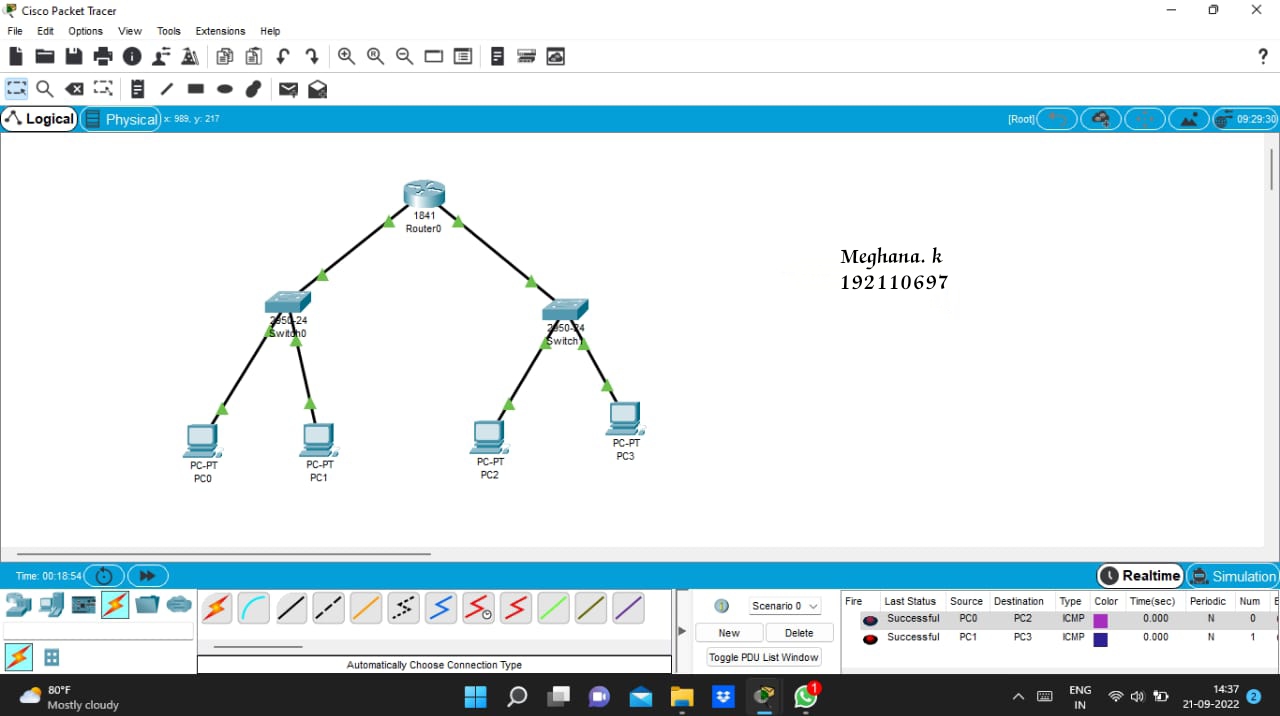 Cisco Packet Tracer
File Edit Options View Tools Extensions Help
?
Logical Physical x: 989, y: 217 [Root] 09:29:30
1841
Router0
Meghana. k
192110697
2950-24
Switch0
2950-24
Switch1
PC-PT
PC0
PC-PT
PC1
PC-PT
PC2
PC-PT
PC3
Time: 00:18:54 Realtime Simulation
Scenario 0
New Delete
Toggle PDU List Window
Automatically Choose Connection Type
Fire Last Status Source Destination Type Color Time(sec) Periodic Num E
Successful PC0 PC2 ICMP 0.000 N 0
Successful PC1 PC3 ICMP 0.000 N 1
80°F
Mostly cloudy
1
ENG
IN
14:37
21-09-2022
2